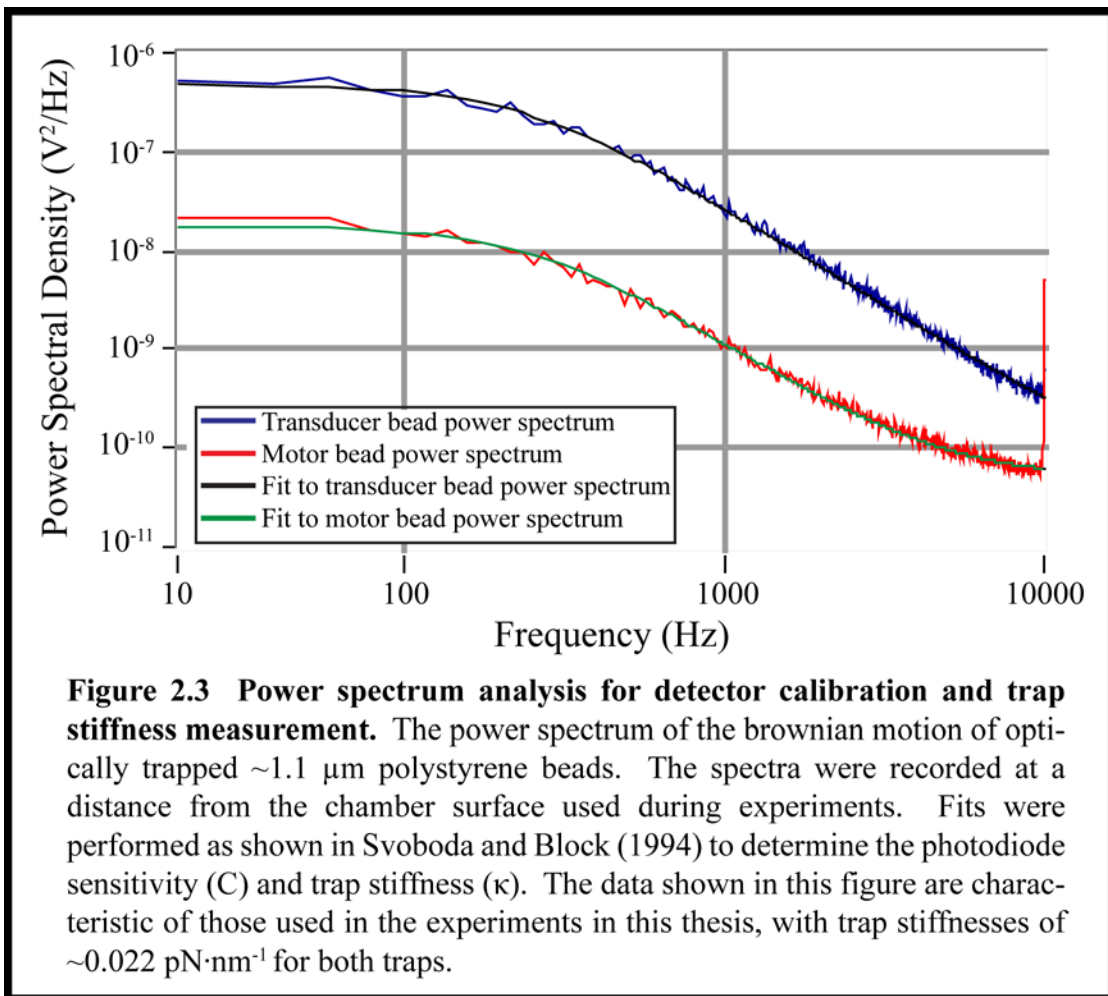 Power Spectral Density (V²/Hz)
10⁻⁶
10⁻⁷
10⁻⁸
10⁻⁹
10⁻¹⁰
10⁻¹¹
Transducer bead power spectrum
Motor bead power spectrum
Fit to transducer bead power spectrum
Fit to motor bead power spectrum
10 100 1000 10000
Frequency (Hz)
Figure 2.3 Power spectrum analysis for detector calibration and trap
stiffness measurement. The power spectrum of the brownian motion of opti-
cally trapped ~1.1 µm polystyrene beads. The spectra were recorded at a
distance from the chamber surface used during experiments. Fits were
performed as shown in Svoboda and Block (1994) to determine the photodiode
sensitivity (C) and trap stiffness (κ). The data shown in this figure are charac-
teristic of those used in the experiments in this thesis, with trap stiffnesses of
~0.022 pN·nm⁻¹ for both traps.